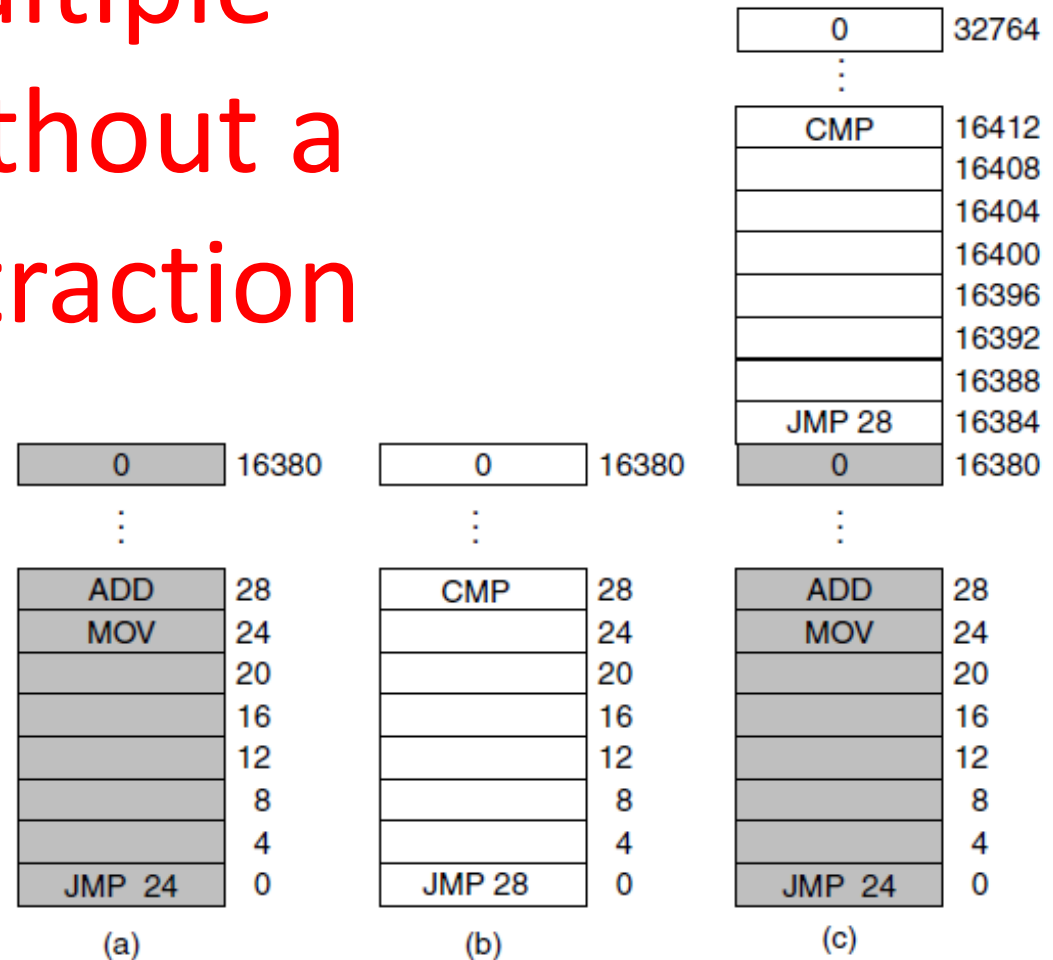 ultiple
thout a
traction
0 32764
⋮
CMP 16412
16408
16404
16400
16396
16392
16388
JMP 28 16384
0 16380
⋮
ADD 28
MOV 24
20
16
12
8
4
JMP 24 0
(c)
0 16380
⋮
ADD 28
MOV 24
20
16
12
8
4
JMP 24 0
(a)
0 16380
⋮
CMP 28
24
20
16
12
8
4
JMP 28 0
(b)